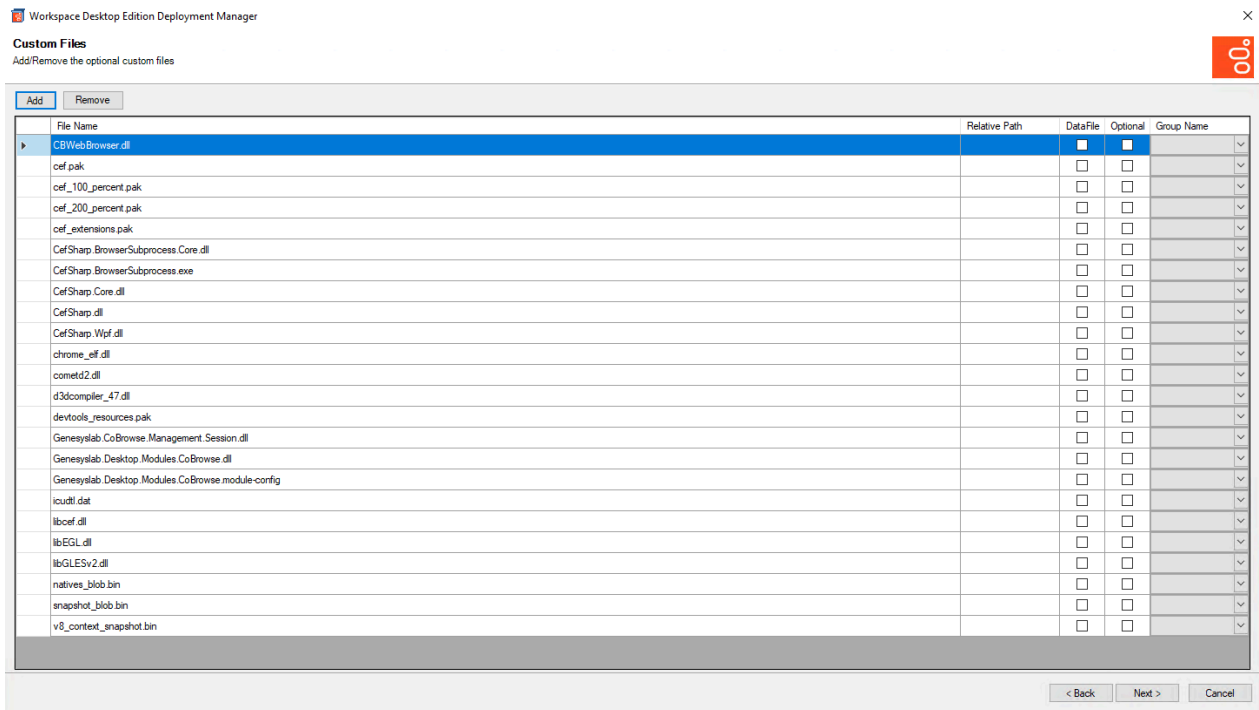 Workspace Desktop Edition Deployment Manager
Custom Files
Add/Remove the optional custom files
Add Remove
File Name Relative Path DataFile Optional Group Name
CBWebBrowser.dll
cef.pak
cef_100_percent.pak
cef_200_percent.pak
cef_extensions.pak
CefSharp.BrowserSubprocess.Core.dll
CefSharp.BrowserSubprocess.exe
CefSharp.Core.dll
CefSharp.dll
CefSharp.Wpf.dll
chrome_elf.dll
cometd2.dll
d3dcompiler_47.dll
devtools_resources.pak
Genesyslab.CoBrowse.Management.Session.dll
Genesyslab.Desktop.Modules.CoBrowse.dll
Genesyslab.Desktop.Modules.CoBrowse.module-config
icudtl.dat
libcef.dll
libEGL.dll
libGLESv2.dll
natives_blob.bin
snapshot_blob.bin
v8_context_snapshot.bin
< Back Next > Cancel